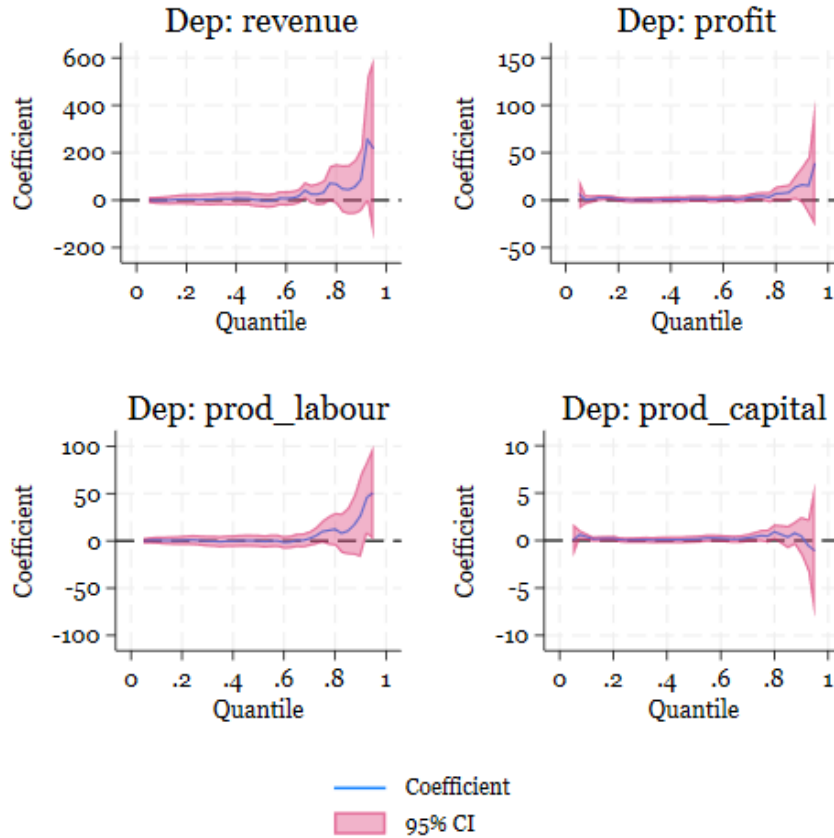 Dep: revenue
Coefficient
600
400
200
0
-200
0 .2 .4 .6 .8 1
Quantile
Dep: profit
Coefficient
150
100
50
0
-50
0 .2 .4 .6 .8 1
Quantile
Dep: prod_labour
Coefficient
100
50
0
-50
-100
0 .2 .4 .6 .8 1
Quantile
Dep: prod_capital
Coefficient
10
5
0
-5
-10
0 .2 .4 .6 .8 1
Quantile
Coefficient
95% CI